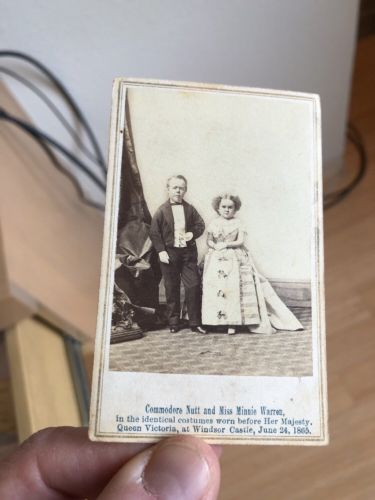 Commodore Nutt and Miss Minnie Warren,
in the identical costumes worn before Her Majesty,
Queen Victoria, at Windsor Castle, June 24, 1865.